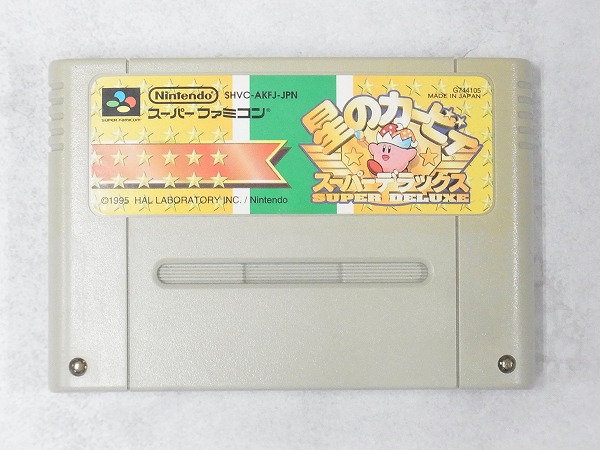 SUPER FAMICOM
Nintendo
SHVC-AKFJ-JPN
スーパーファミコン®
G744105
MADE IN JAPAN
星のカービィ
スーパーデラックス
SUPER DELUXE
©1995 HAL LABORATORY INC. / Nintendo